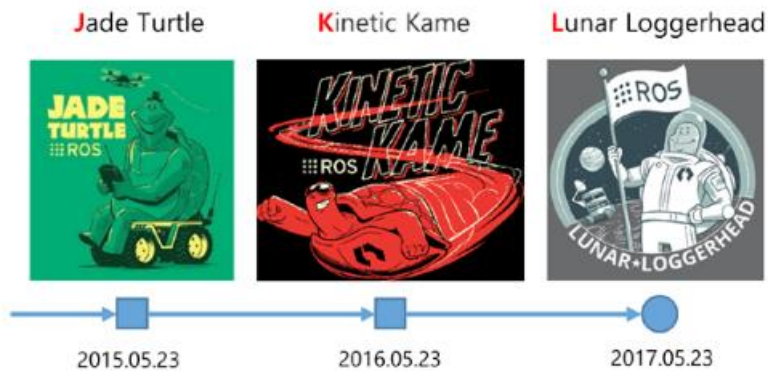 Jade Turtle
Kinetic Kame
Lunar Loggerhead
JADE
TURTLE
ROS
KINETIC
KAME
ROS
ROS
LUNAR★LOGGERHEAD
2015.05.23
2016.05.23
2017.05.23